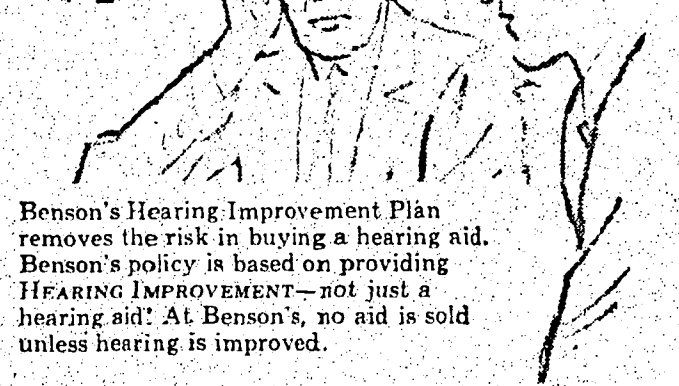 Benson's Hearing Improvement Plan
removes the risk in buying a hearing aid.
Benson's policy is based on providing
HEARING IMPROVEMENT—not just a
hearing aid! At Benson's, no aid is sold
unless hearing is improved.